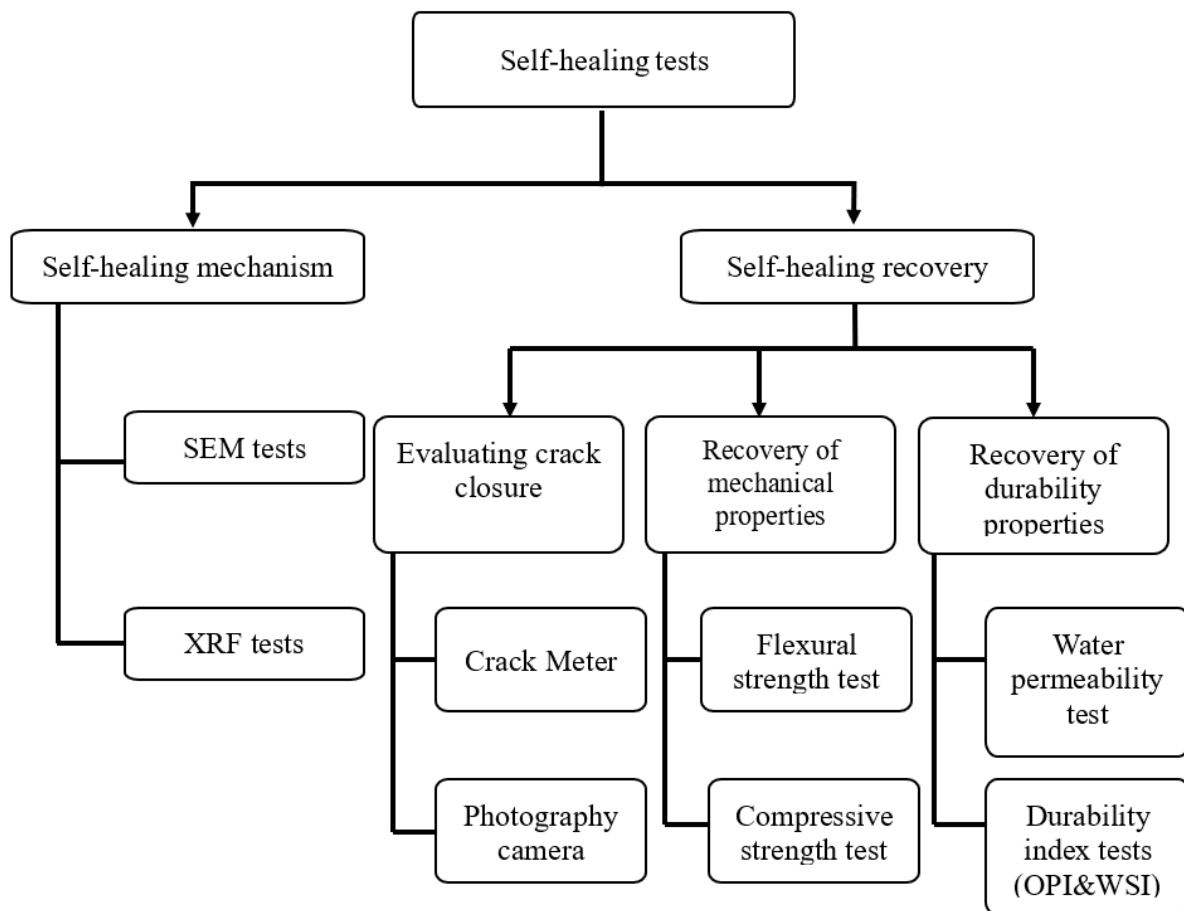 Self-healing tests
Self-healing mechanism
Self-healing recovery
SEM tests
XRF tests
Evaluating crack
closure
Recovery of
mechanical
properties
Recovery of
durability
properties
Crack Meter
Flexural
strength test
Water
permeability
test
Photography
camera
Compressive
strength test
Durability
index tests
(OPI&WSI)